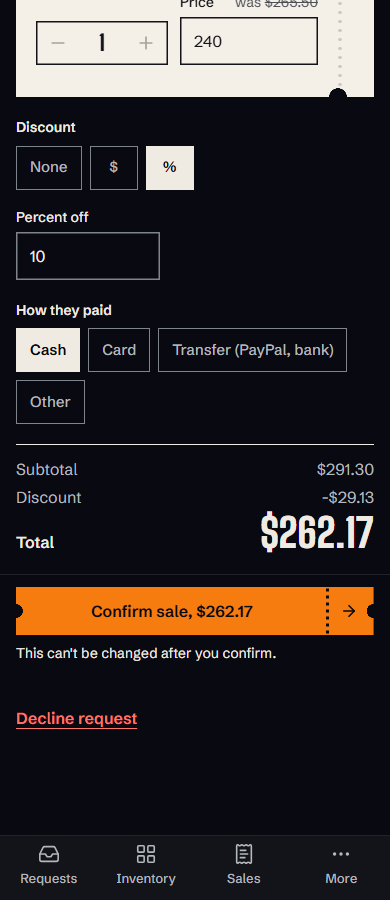 Price was $265.50
1
240
Discount
None $ %
Percent off
10
How they paid
Cash Card Transfer (PayPal, bank)
Other
Subtotal $291.30
Discount -$29.13
Total $262.17
Confirm sale, $262.17
This can't be changed after you confirm.
Decline request
Requests Inventory Sales More